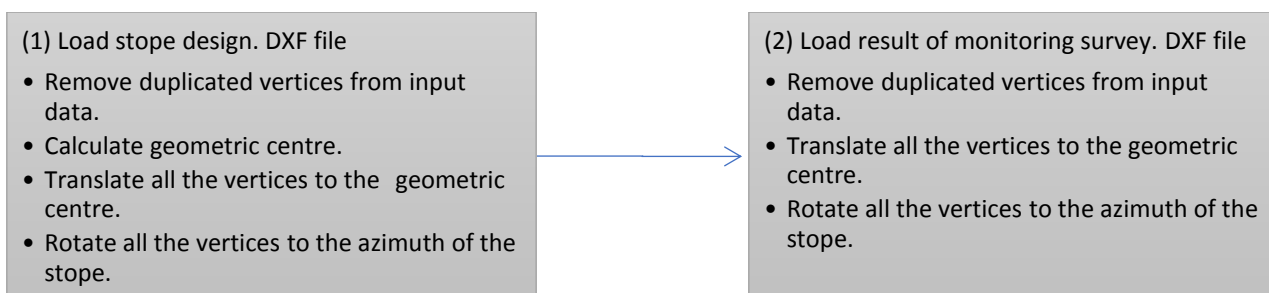 (1) Load stope design. DXF file
• Remove duplicated vertices from input
data.
• Calculate geometric centre.
• Translate all the vertices to the geometric
centre.
• Rotate all the vertices to the azimuth of the
stope.
(2) Load result of monitoring survey. DXF file
• Remove duplicated vertices from input
data.
• Translate all the vertices to the geometric
centre.
• Rotate all the vertices to the azimuth of the
stope.